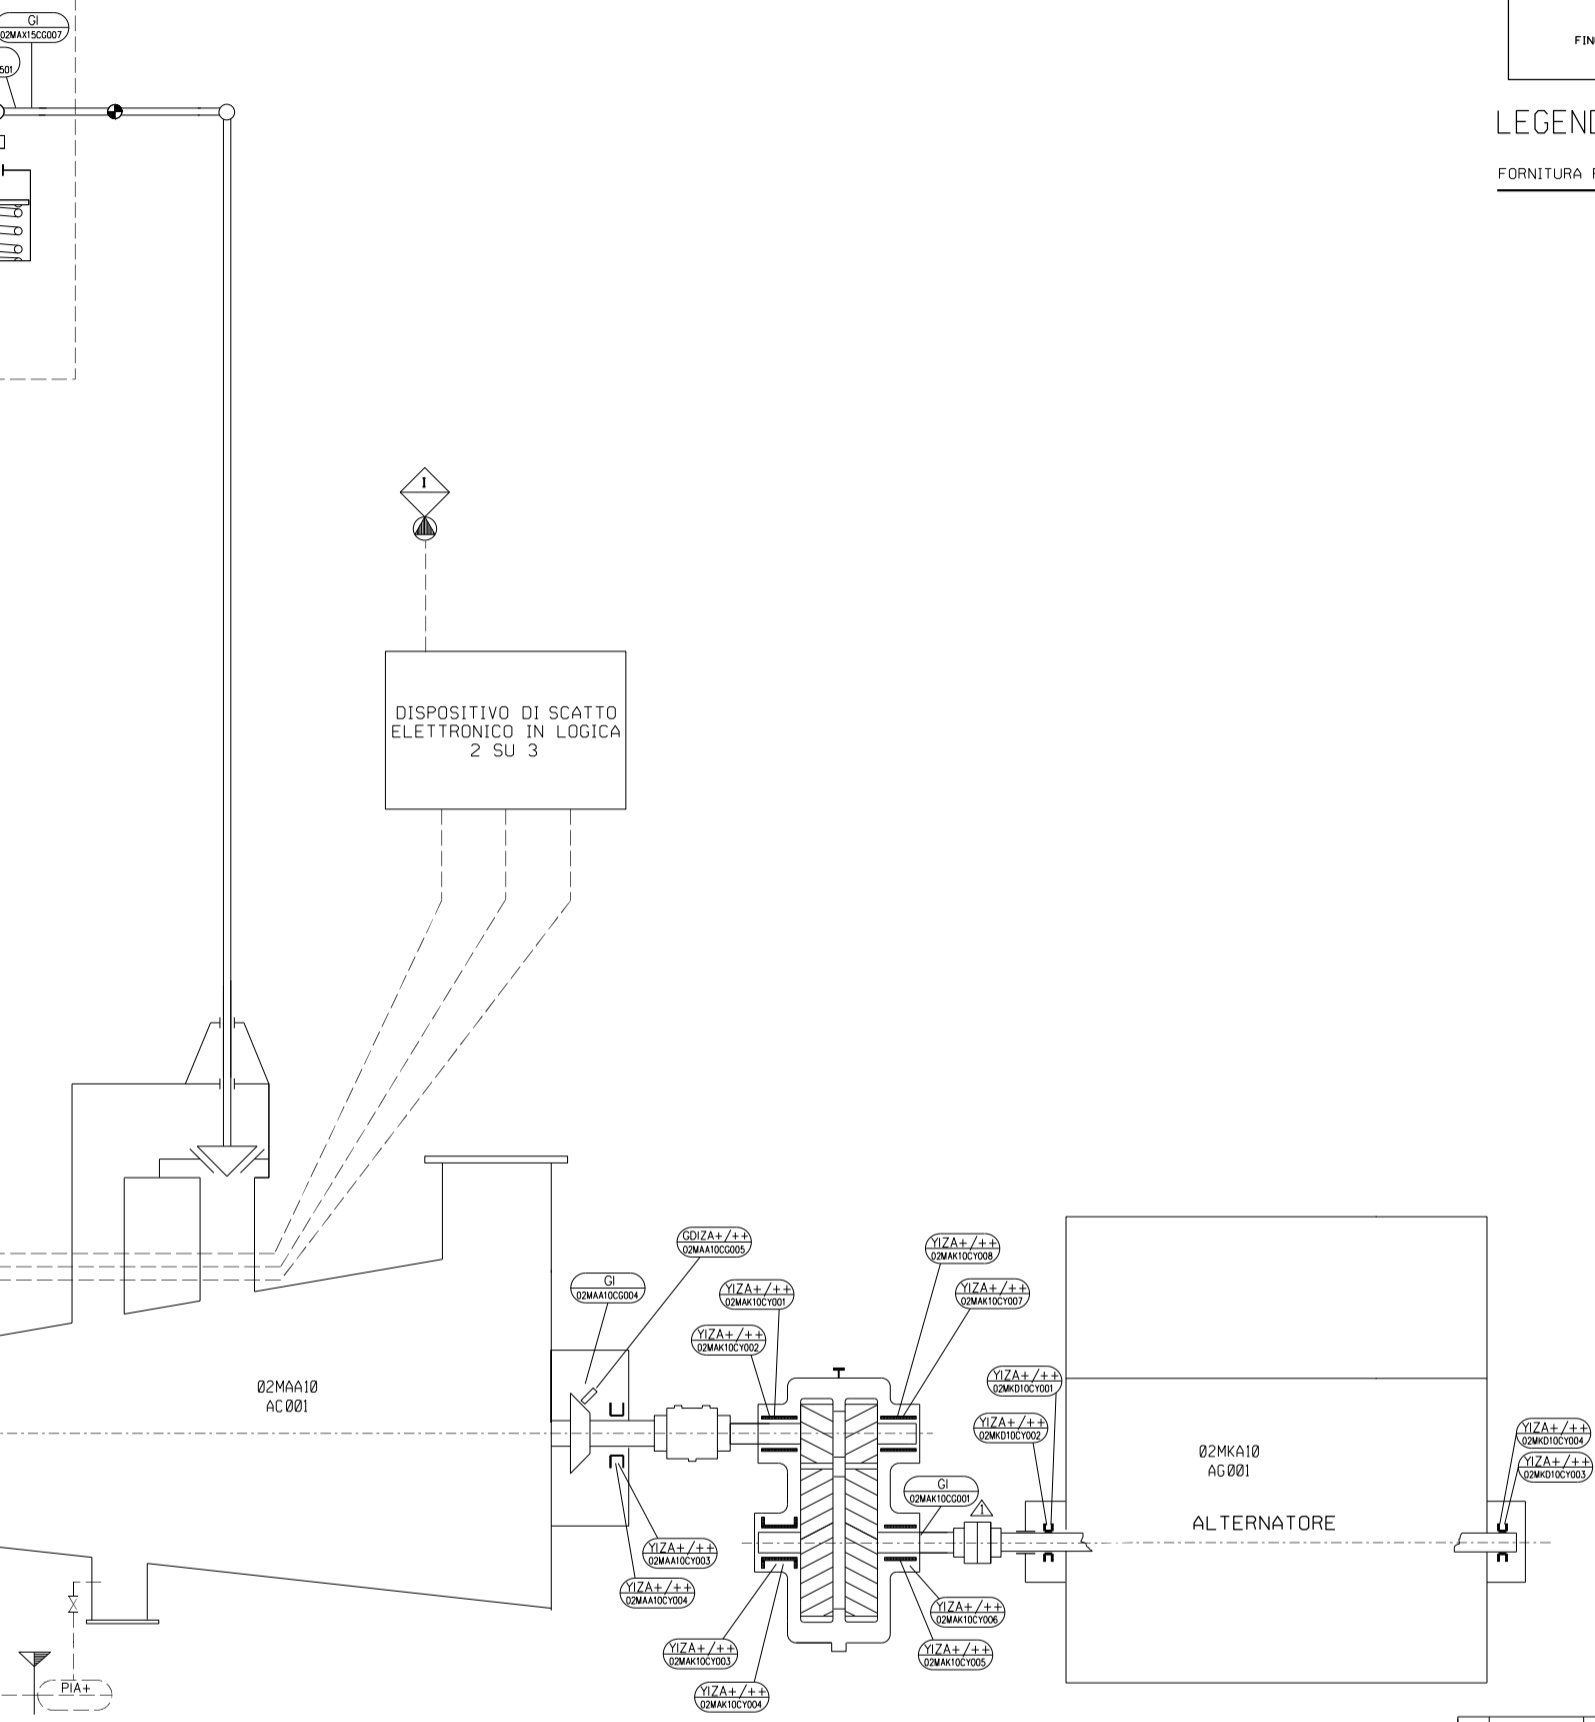 GI
02MAX15CG007
501
FIN
LEGEND
FORNITURA
I
DISPOSITIVO DI SCATTO
ELETTRONICO IN LOGICA
2 SU 3
GDIZA+/++
02MAA10CG005
GI
02MAA10CG004
YIZA+/++
02MAK10CY001
YIZA+/++
02MAK10CY002
YIZA+/++
02MAK10CY008
YIZA+/++
02MAK10CY007
02MAA10
AC001
YIZA+/++
02MKD10CY001
YIZA+/++
02MKD10CY002
02MKA10
AG001
ALTERNATORE
YIZA+/++
02MKD10CY004
YIZA+/++
02MKD10CY003
GI
02MAK10CG001
1
YIZA+/++
02MAA10CY003
YIZA+/++
02MAA10CY004
YIZA+/++
02MAK10CY006
YIZA+/++
02MAK10CY005
YIZA+/++
02MAK10CY003
YIZA+/++
02MAK10CY004
PIA+